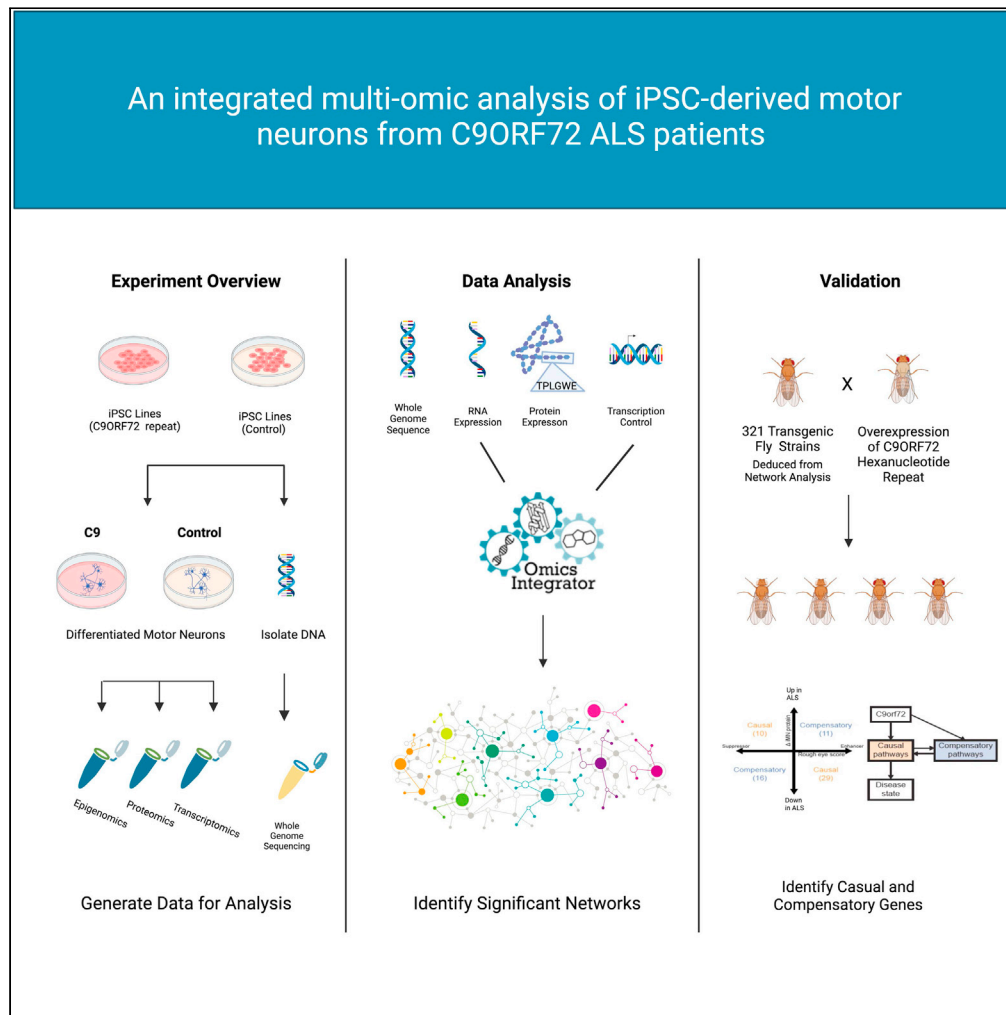 An integrated multi-omic analysis of iPSC-derived motor
neurons from C9ORF72 ALS patients
Experiment Overview
iPSC Lines
(C9ORF72 repeat)
iPSC Lines
(Control)
C9
Control
Differentiated Motor Neurons
Isolate DNA
Epigenomics
Proteomics
Transcriptomics
Whole
Genome
Sequencing
Generate Data for Analysis
Data Analysis
TPLGWE
Whole
Genome
Sequence
RNA
Expression
Protein
Expresson
Transcription
Control
Omics
Integrator
Identify Significant Networks
Validation
X
321 Transgenic
Fly Strains
Deduced from
Network Analysis
Overexpression
of C9ORF72
Hexanucleotide
Repeat
Up in
ALS
Causal
(10)
Δ iMN protein
Compensatory
(11)
Suppressor
Enhancer
Rough eye score
Compensatory
(16)
Causal
(29)
Down
in ALS
C9orf72
Causal
pathways
Compensatory
pathways
Disease
state
Identify Casual and
Compensatory Genes